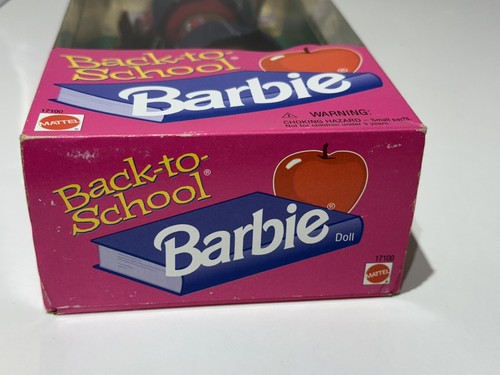 Back-to-
School®
Barbie®
17100
MATTEL
WARNING:
CHOKING HAZARD - Small parts.
Not for children under 3 years.
Back-to-
School®
Barbie®
Doll
17100
MATTEL